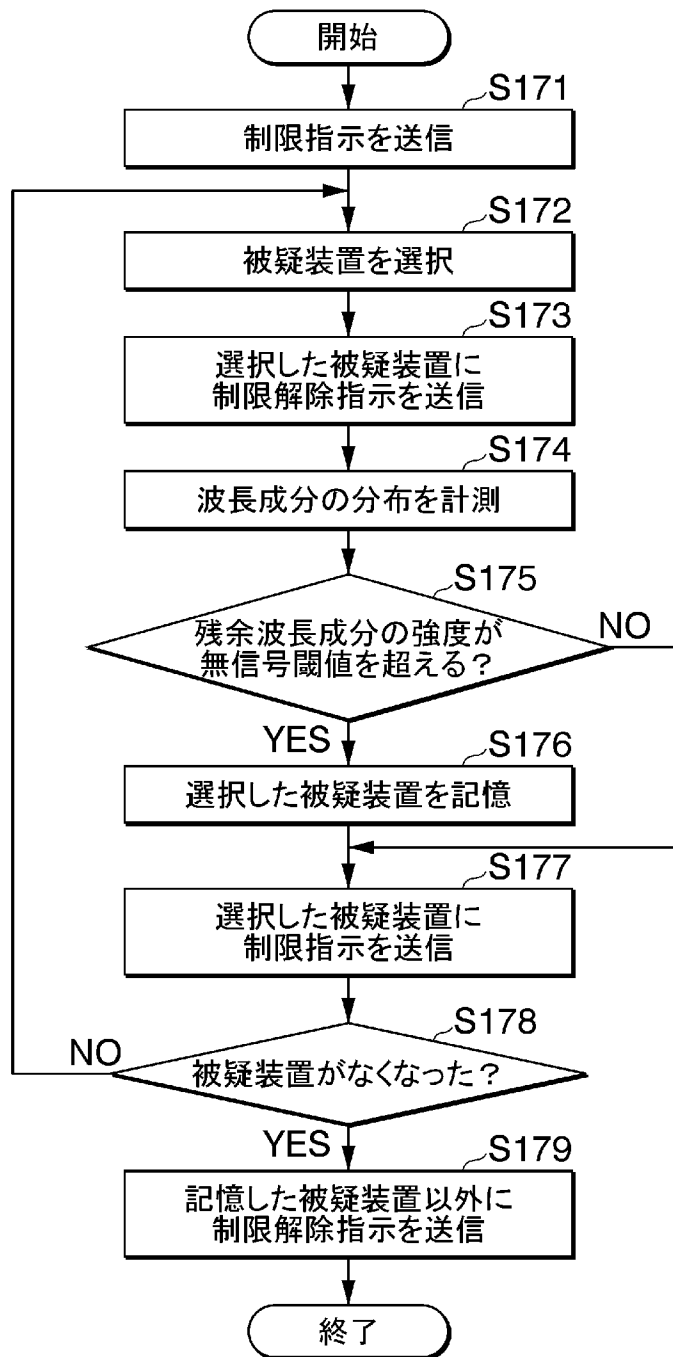 開始
S171
制限指示を送信
S172
被疑装置を選択
S173
選択した被疑装置に
制限解除指示を送信
S174
波長成分の分布を計測
S175
残余波長成分の強度が
無信号閾値を超える?
NO
YES
S176
選択した被疑装置を記憶
S177
選択した被疑装置に
制限指示を送信
S178
被疑装置がなくなった?
NO
YES
S179
記憶した被疑装置以外に
制限解除指示を送信
終了